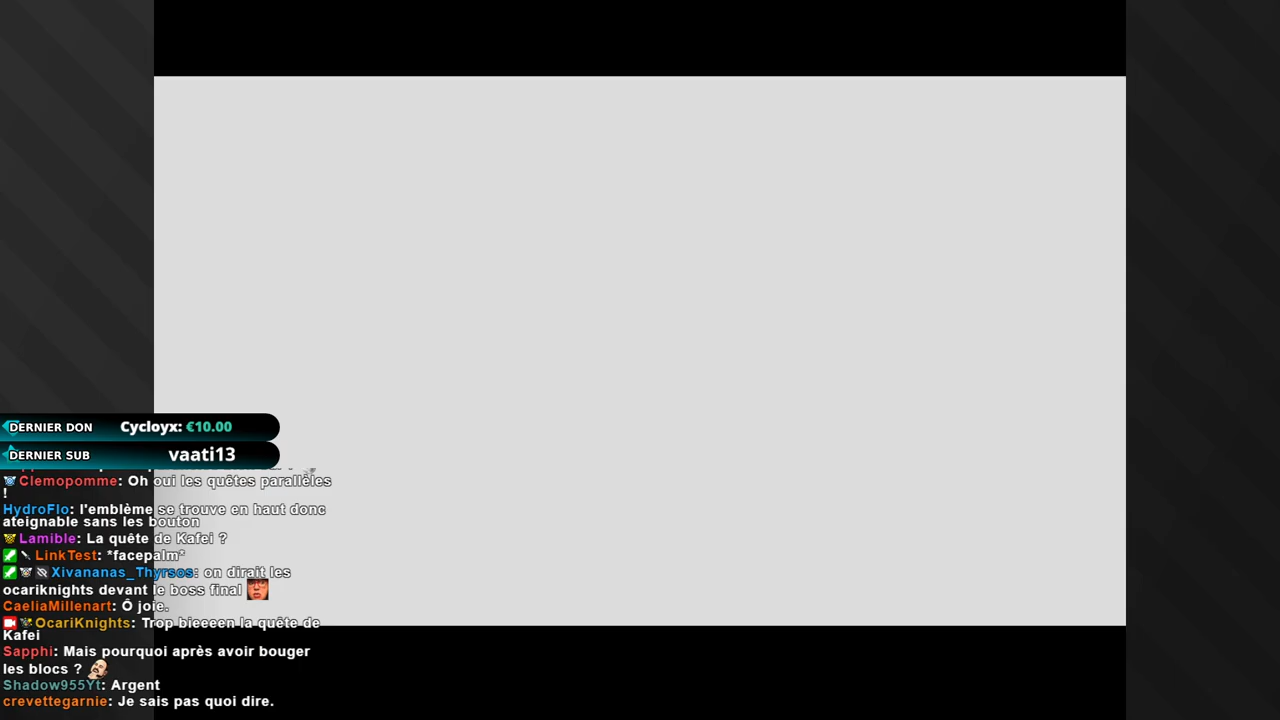 DERNIER DON Cycloyx: €10.00
DERNIER SUB vaati13
Clemopomme: Oh oui les quêtes parallèles
!
HydroFlo: l'emblème se trouve en haut donc
ateignable sans les bouton
Lamible: La quête de Kafei ?
LinkTest: *facepalm*
Xivananas_Thyrsos: on dirait les
ocariknights devant le boss final
CaeliaMillenart: Ô joie.
OcariKnights: Trop bieeeen la quête de
Kafei
Sapphi: Mais pourquoi après avoir bouger
les blocs ?
Shadow955Yt: Argent
crevettegarnie: Je sais pas quoi dire.